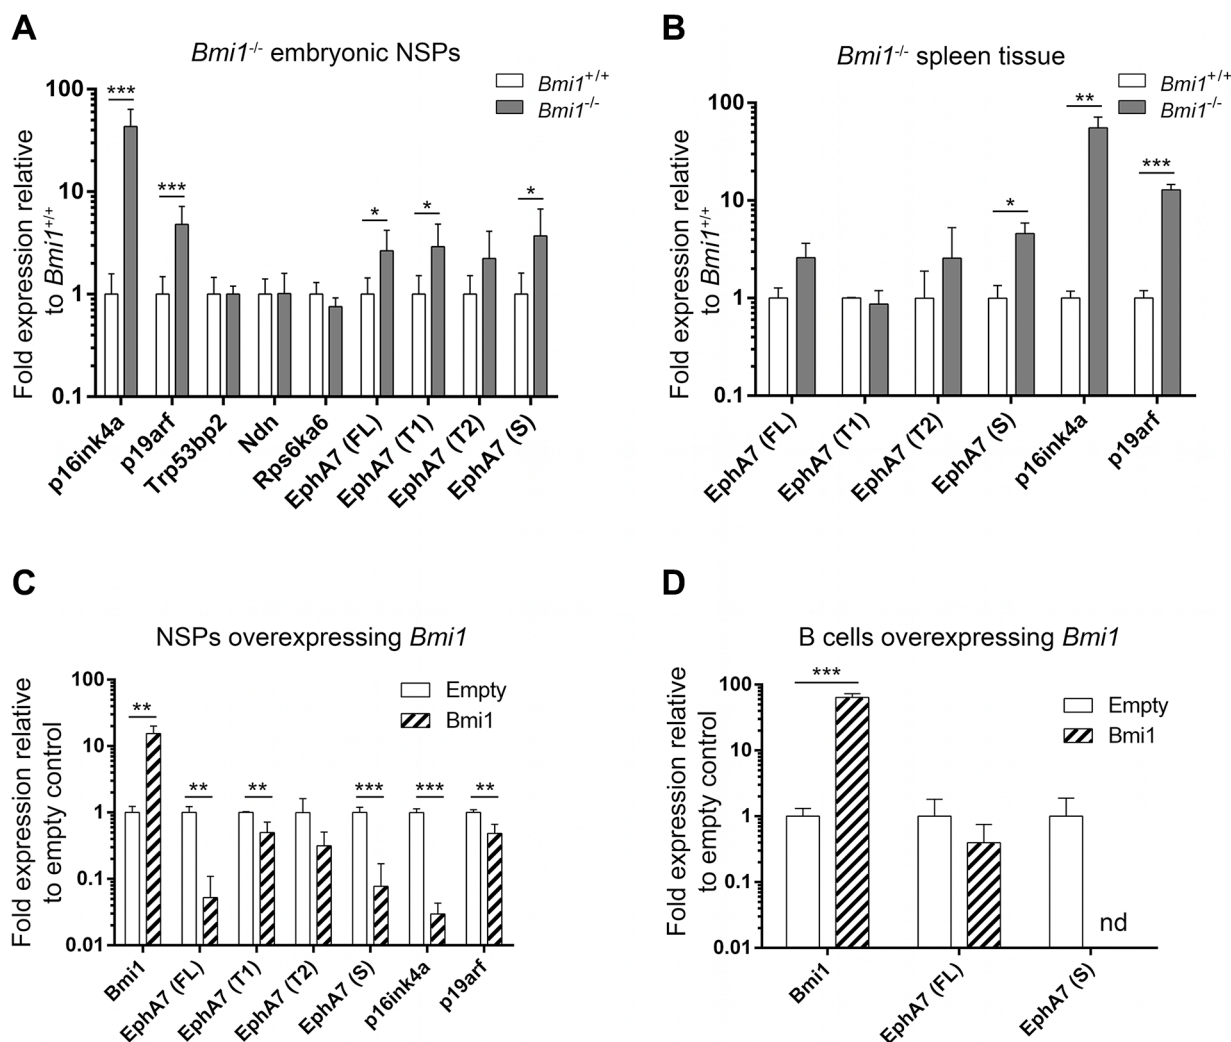 A
Bmi1-/- embryonic NSPs
Bmi1+/+
Bmi1-/-
Fold expression relative
to Bmi1+/+
100
10
1
0.1
***
***
*
*
*
p16ink4a
p19arf
Trp53bp2
Ndn
Rps6ka6
EphA7 (FL)
EphA7 (T1)
EphA7 (T2)
EphA7 (S)
B
Bmi1-/- spleen tissue
Bmi1+/+
Bmi1-/-
Fold expression relative
to Bmi1+/+
100
10
1
0.1
*
**
***
EphA7 (FL)
EphA7 (T1)
EphA7 (T2)
EphA7 (S)
p16ink4a
p19arf
C
NSPs overexpressing Bmi1
Empty
Bmi1
Fold expression relative
to empty control
100
10
1
0.1
0.01
**
**
**
***
***
**
Bmi1
EphA7 (FL)
EphA7 (T1)
EphA7 (T2)
EphA7 (S)
p16ink4a
p19arf
D
B cells overexpressing Bmi1
Empty
Bmi1
Fold expression relative
to empty control
100
10
1
0.1
0.01
***
nd
Bmi1
EphA7 (FL)
EphA7 (S)